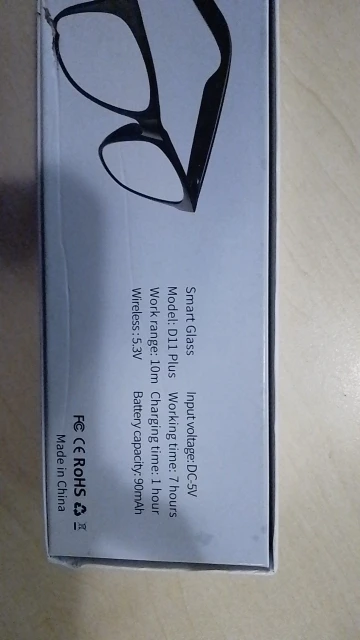 Smart Glass Input voltage: DC-5V
Model: D11 Plus Working time: 7 hours
Work range: 10m Charging time: 1 hour
Wireless : 5.3V Battery capacity: 90mAh
FC CE RoHS
Made in China